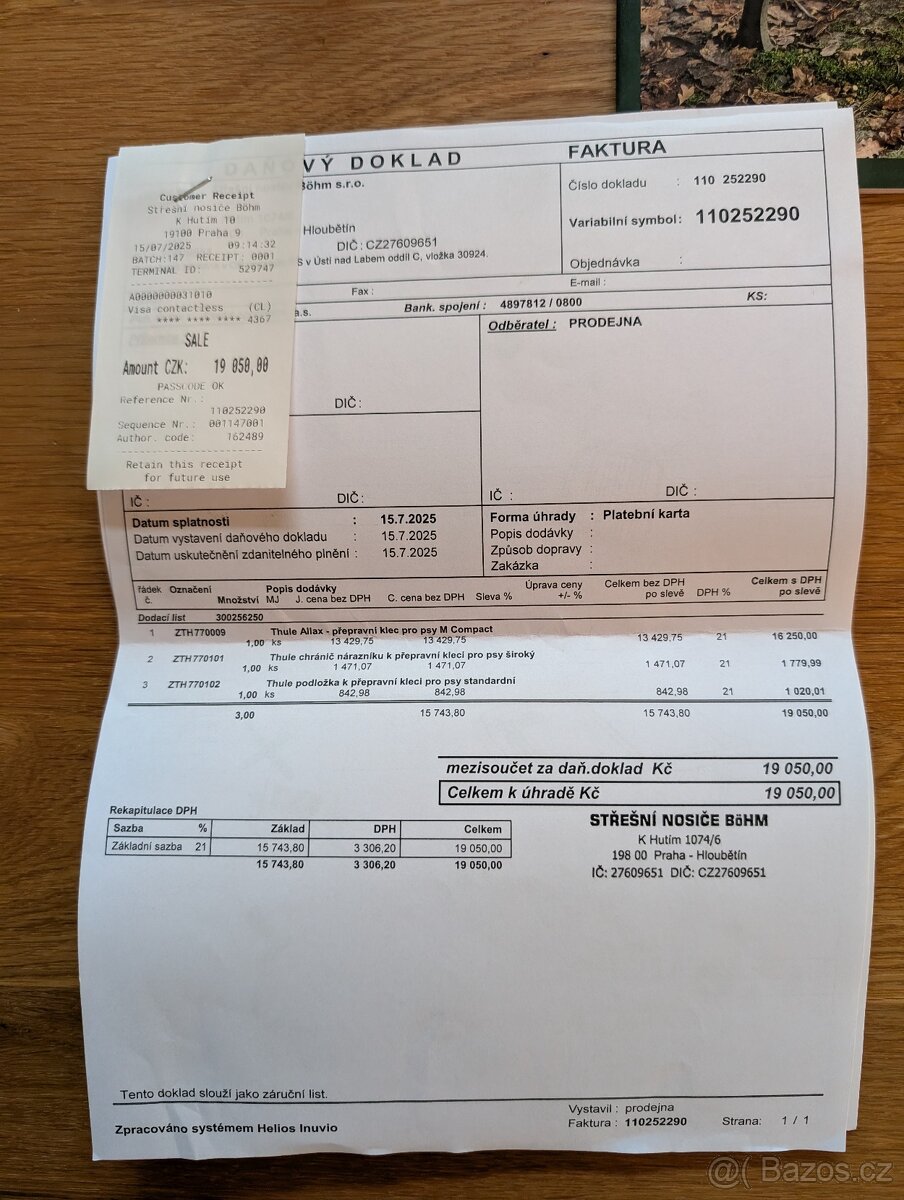 DAŇOVÝ DOKLAD
FAKTURA
Böhm s.r.o.
Číslo dokladu : 110 252290
Variabilní symbol: 110252290
Hloubětín
DIČ: CZ27609651
S v Ústí nad Labem oddíl C, vložka 30924.
Objednávka :
Fax :
E-mail :
a.s.
Bank. spojení : 4897812 / 0800
KS:
Customer Receipt
Střešní nosiče Böhm
K Hutím 10
19100 Praha 9
15/07/2025 09:14:32
BATCH:147 RECEIPT: 0001
TERMINAL ID: 529747
A0000000031010
Visa contactless (CL)
**** **** **** 4367
SALE
Amount CZK: 19 050,00
PASSCODE OK
Reference Nr.:
110252290
Sequence Nr.: 001147001
Author. code: 162489
Retain this receipt
for future use
Odběratel : PRODEJNA
DIČ:
IČ : DIČ:
IČ : DIČ :
Datum splatnosti : 15.7.2025
Datum vystavení daňového dokladu : 15.7.2025
Datum uskutečnění zdanitelného plnění : 15.7.2025
Forma úhrady : Platební karta
Popis dodávky :
Způsob dopravy :
Zakázka :
řádek Označení Popis dodávky Úprava ceny Celkem bez DPH Celkem s DPH
č. Množství MJ J. cena bez DPH C. cena bez DPH Sleva % +/- % po slevě DPH % po slevě
Dodací list 300256250
1 ZTH770009 Thule Allax - přepravní klec pro psy M Compact
1,00 ks 13 429,75 13 429,75 13 429,75 21 16 250,00
2 ZTH770101 Thule chránič nárazníku k přepravní kleci pro psy široký
1,00 ks 1 471,07 1 471,07 1 471,07 21 1 779,99
3 ZTH770102 Thule podložka k přepravní kleci pro psy standardní
1,00 ks 842,98 842,98 842,98 21 1 020,01
3,00 15 743,80 15 743,80 19 050,00
mezisoučet za daň.doklad Kč 19 050,00
Celkem k úhradě Kč 19 050,00
Rekapitulace DPH
Sazba % Základ DPH Celkem
Základní sazba 21 15 743,80 3 306,20 19 050,00
15 743,80 3 306,20 19 050,00
STŘEŠNÍ NOSIČE BöHM
K Hutím 1074/6
198 00 Praha - Hloubětín
IČ: 27609651 DIČ: CZ27609651
Tento doklad slouží jako záruční list.
Zpracováno systémem Helios Inuvio
Vystavil : prodejna
Faktura : 110252290
Strana: 1 / 1
@( Bazos.cz